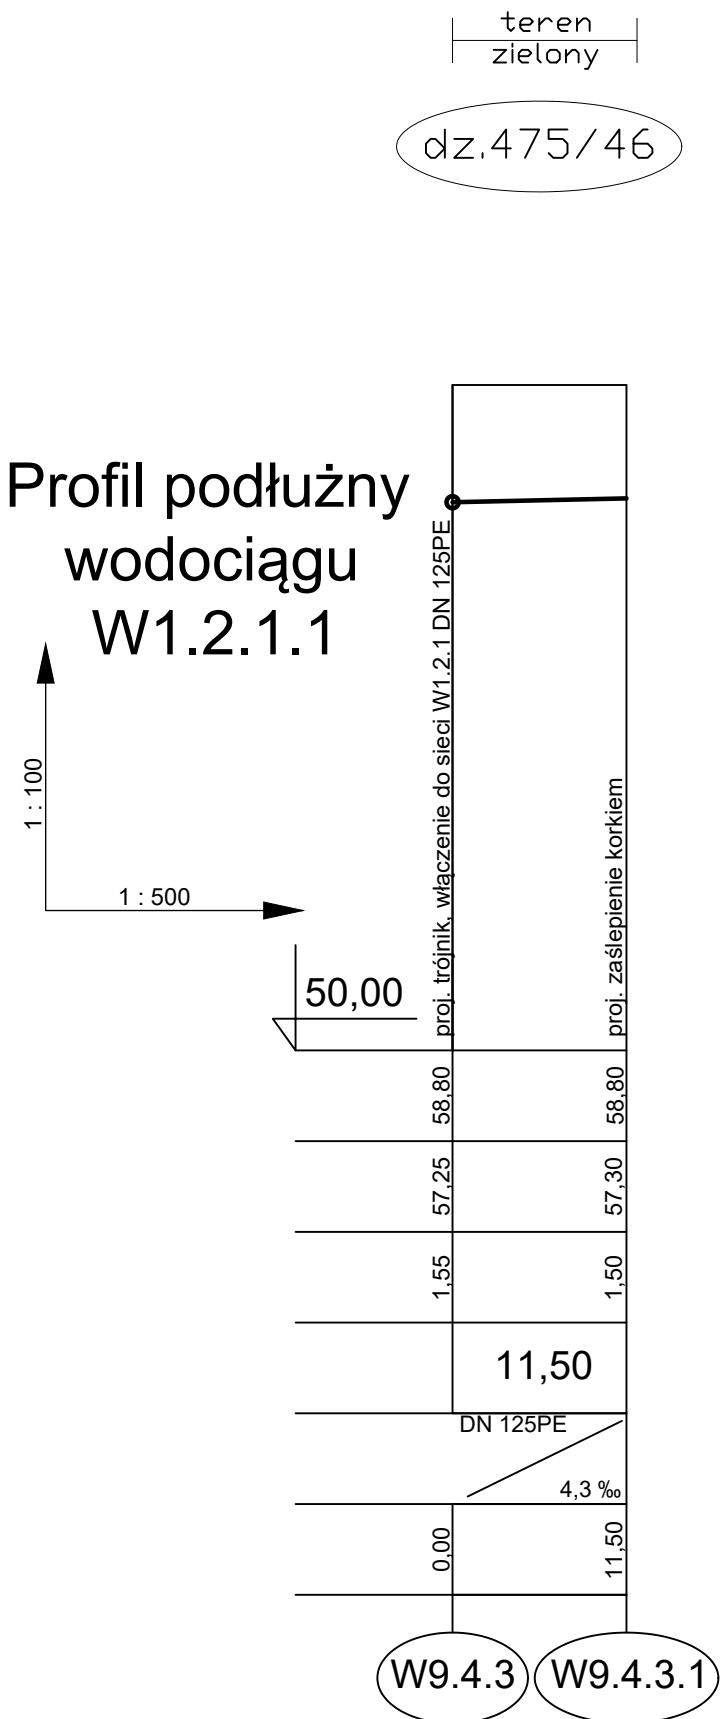 teren
zielony
dz.475/46
Profil podłużny
wodociągu
W1.2.1.1
1 : 100
1 : 500
50,00
proj. trójnik, włączenie do sieci W1.2.1 DN 125PE
proj. zaślepienie korkiem
58,80
58,80
57,25
57,30
1,55
1,50
11,50
DN 125PE
4,3 ‰
0,00
11,50
W9.4.3
W9.4.3.1